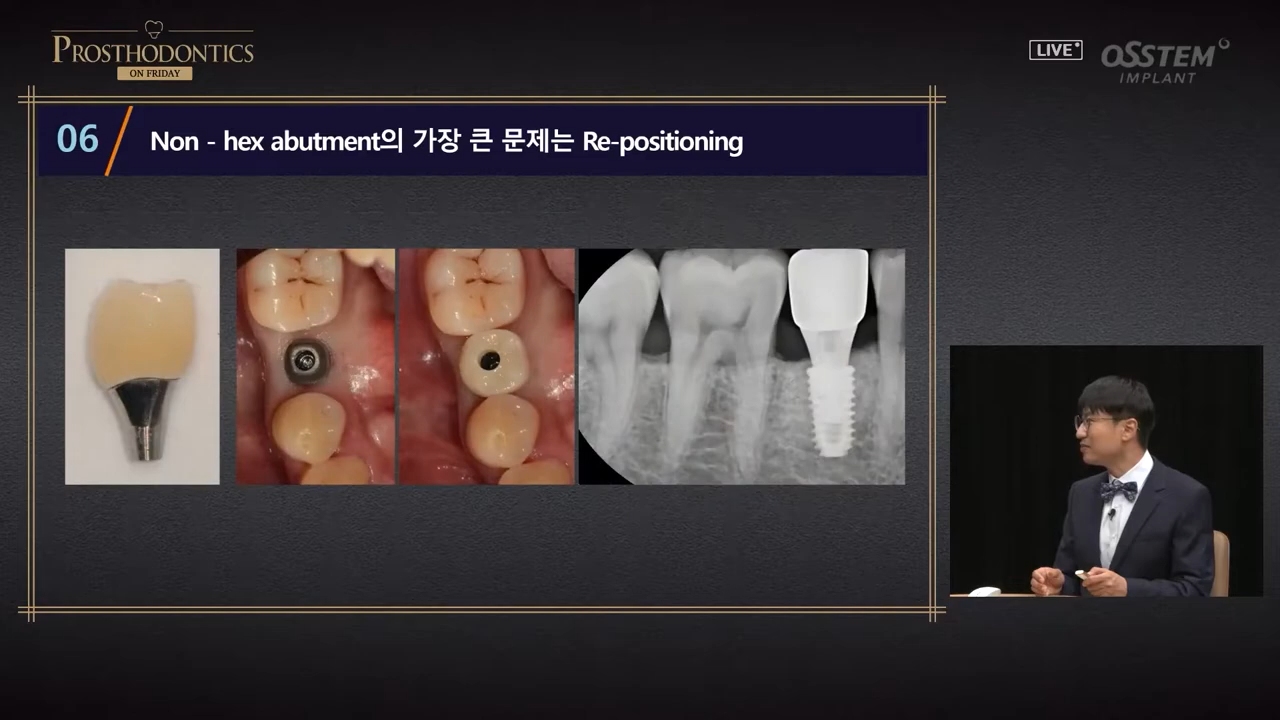 PROSTHODONTICS
ON FRIDAY
LIVE
OSSTEM
IMPLANT
06
Non - hex abutment의 가장 큰 문제는 Re-positioning